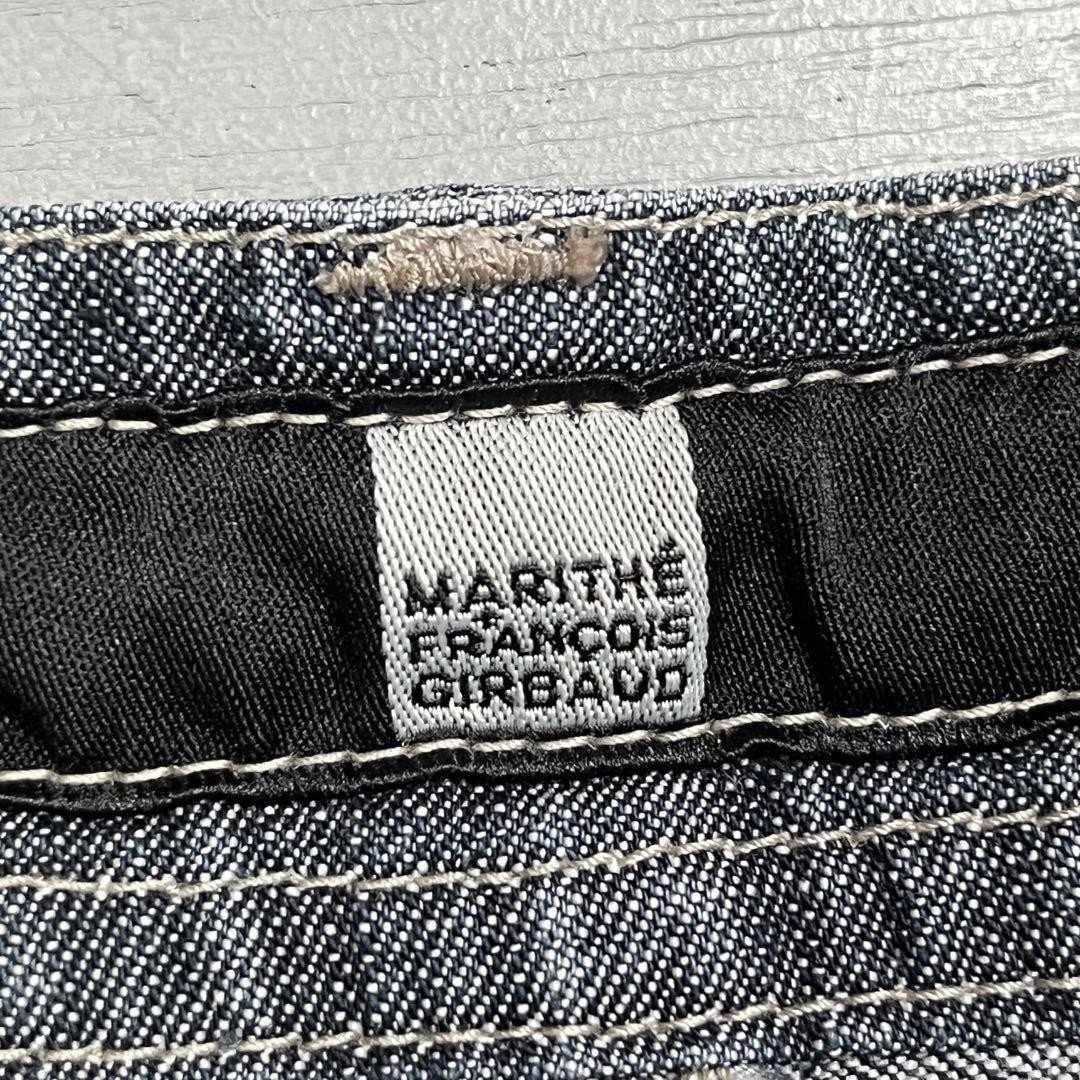 MARITHÉ
+
FRANÇOIS
GIRBAUD